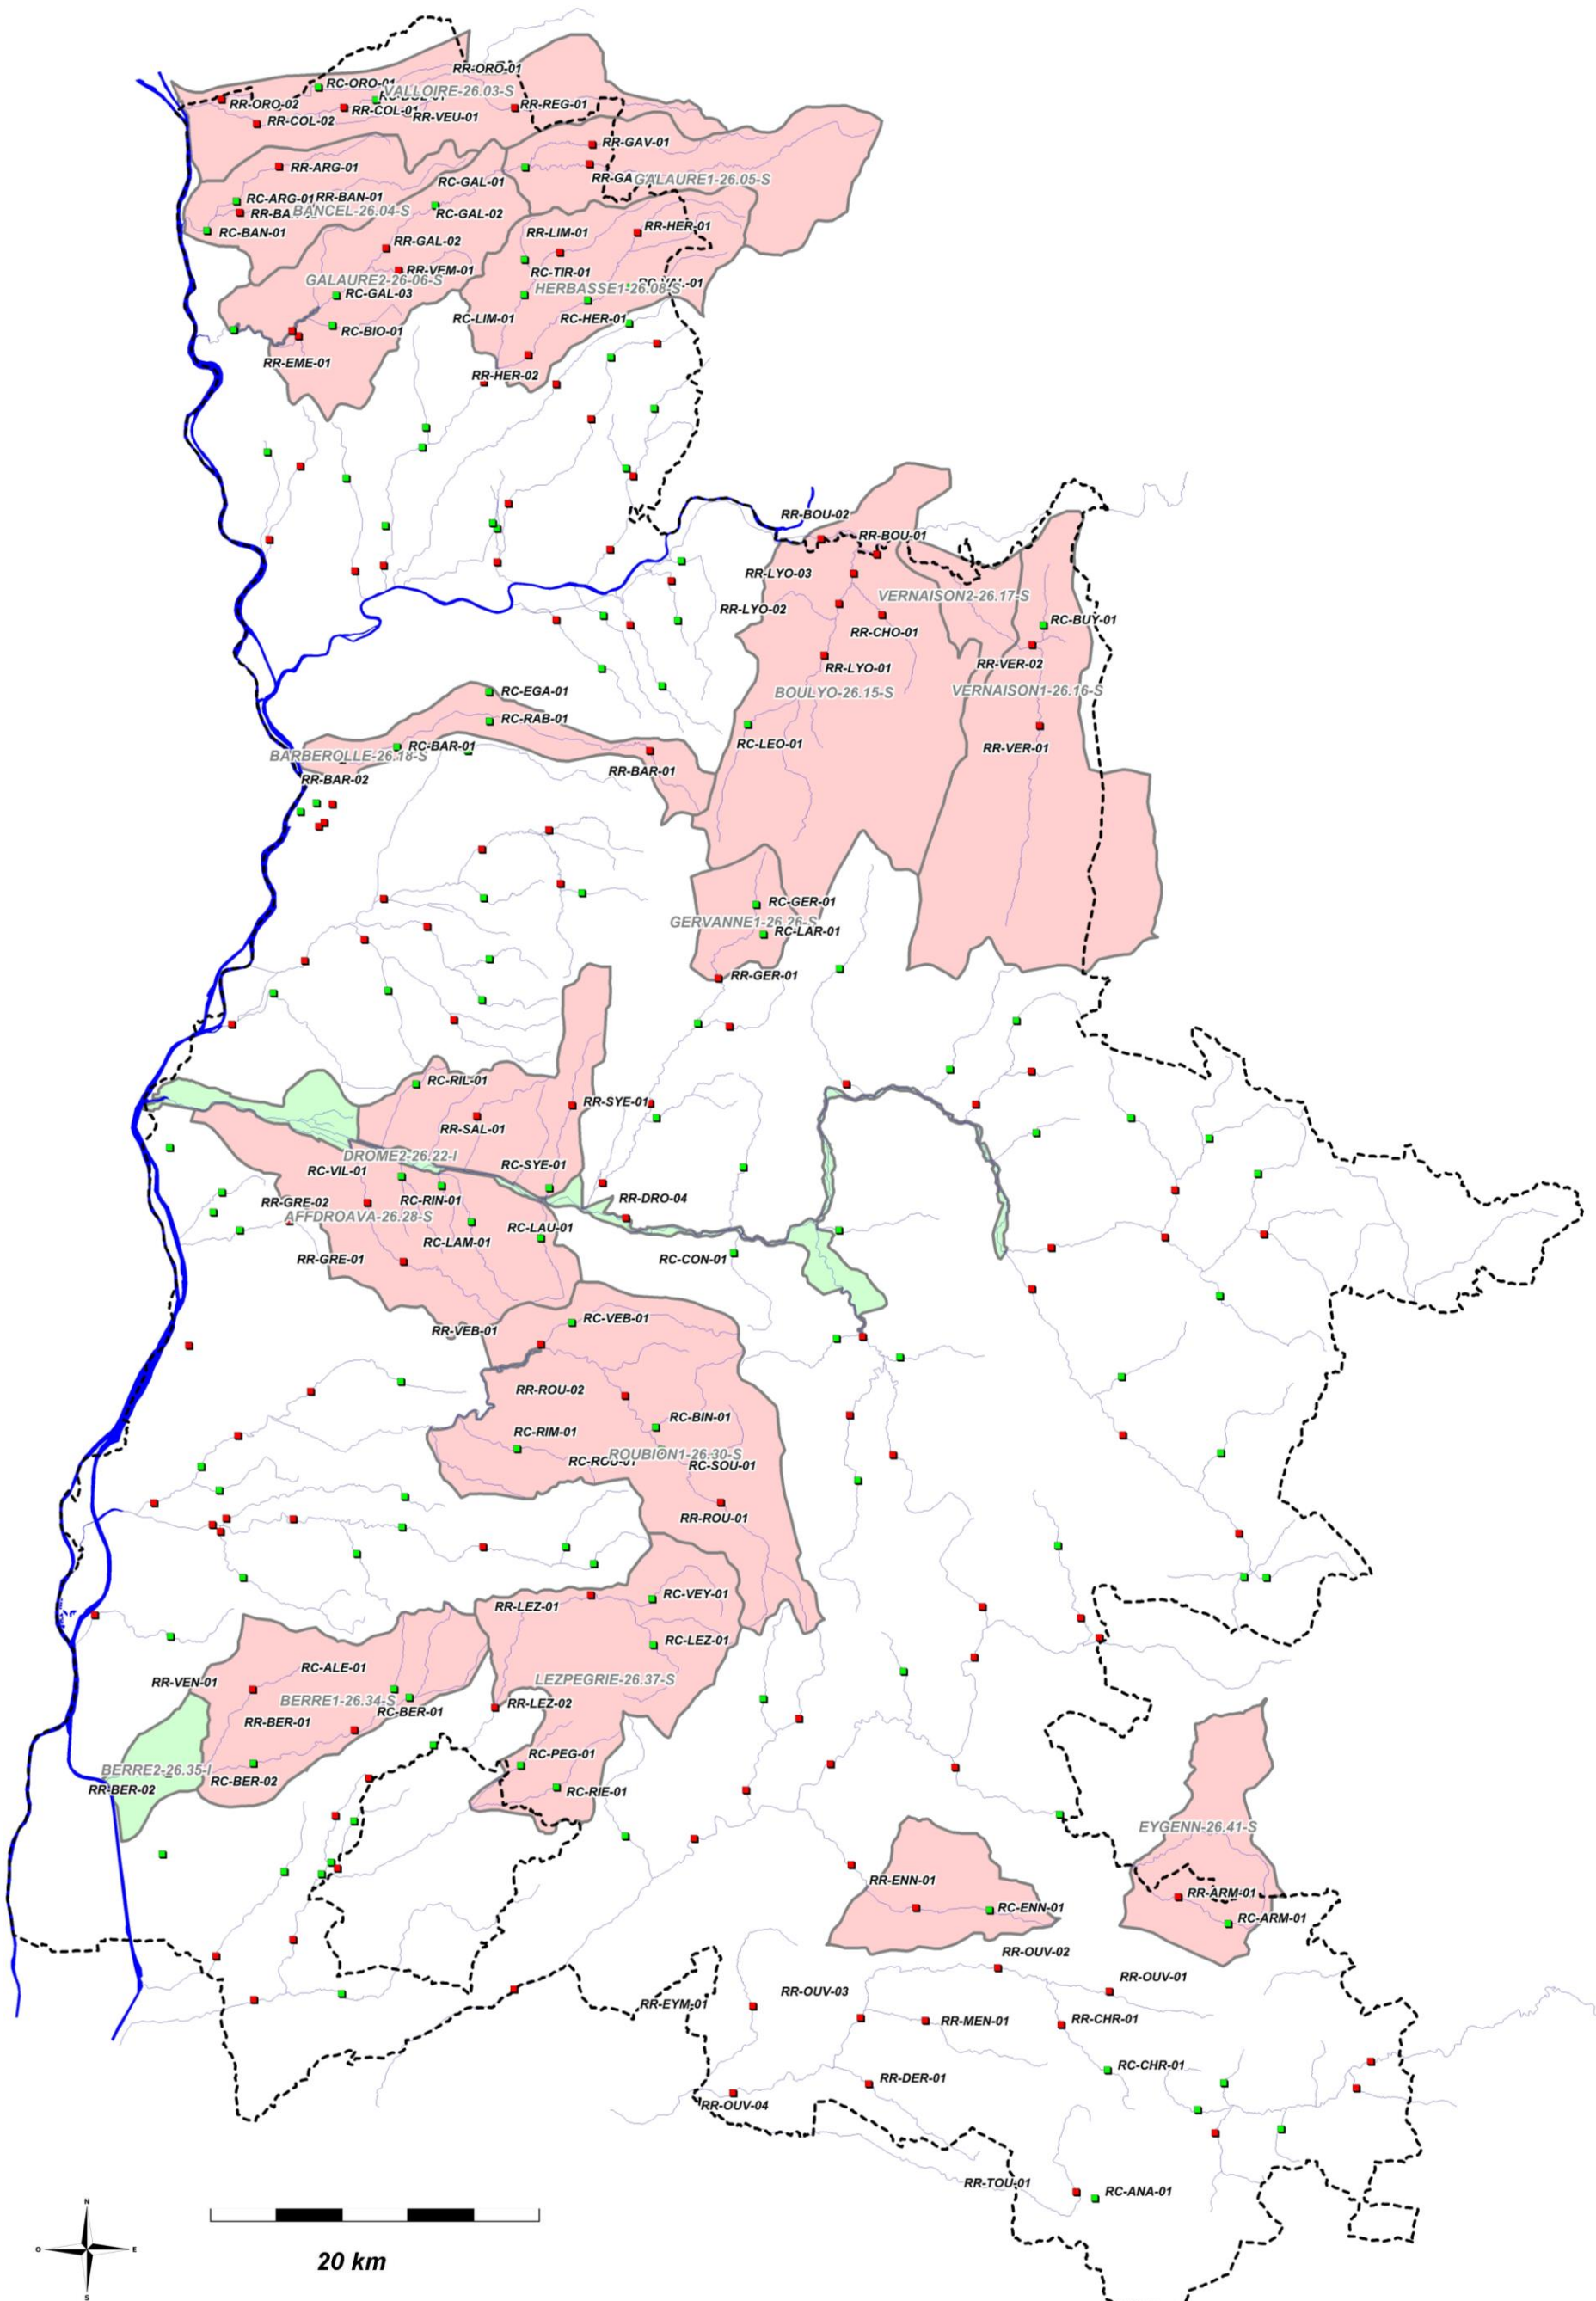 RR-ORO-01
RC-ORO-01
VALLOIRE-26.03-S
RR-ORO-02
RR-COL-01
RR-REG-01
RR-COL-02
RR-VEU-01
RR-GAV-01
RR-ARG-01
RC-GAL-01
GALAURE1-26.05-S
RC-ARG-01
RR-BAN-01
BANCEL-26.04-S
RC-GAL-02
RC-BAN-01
RR-LIM-01
RR-HER-01
RR-GAL-02
RR-VEM-01
RC-TIR-01
GALAURE2-26-06-S
RC-GAL-03
HERBASSE1-26.08-S
RC-LIM-01
RC-HER-01
RC-BIO-01
RR-EME-01
RR-HER-02
RR-BOU-02
RR-BOU-01
RR-LYO-03
VERNAISON2-26.17-S
RR-LYO-02
RC-BUY-01
RR-CHO-01
RR-LYO-01
RR-VER-02
RC-EGA-01
BOULYO-26.15-S
VERNAISON1-26.16-S
RC-RAB-01
RC-BAR-01
RC-LEO-01
RR-VER-01
BARBEROLLE-26.18-S
RR-BAR-02
RR-BAR-01
RC-GER-01
GERVANNE1-26.26-S
RC-LAR-01
RR-GER-01
RC-RIL-01
RR-SYE-01
RR-SAL-01
DROME2-26.22-I
RC-VIL-01
RC-SYE-01
RR-GRE-02
RC-RIN-01
RR-DRO-04
AFFDROAVA-26.28-S
RC-LAM-01
RC-LAU-01
RR-GRE-01
RC-CON-01
RC-VEB-01
RR-VEB-01
RR-ROU-02
RC-BIN-01
RC-RIM-01
RC-ROU-01
ROUBION1-26.30-S
RC-SOU-01
RR-ROU-01
RR-LEZ-01
RC-VEY-01
RC-LEZ-01
RC-ALE-01
RR-VEN-01
LEZPEGRIE-26.37-S
BERRE1-26.34-S
RR-LEZ-02
RC-BER-01
RR-BER-01
RC-PEG-01
BERRE2-26.35-I
RC-BER-02
RR-BER-02
RC-RIE-01
EYGENN-26.41-S
RR-ENN-01
RR-ARM-01
RC-ENN-01
RC-ARM-01
RR-OUV-02
RR-OUV-01
RR-OUV-03
RR-EYM-01
RR-MEN-01
RR-CHR-01
RC-CHR-01
RR-DER-01
RR-OUV-04
RR-TOU-01
RC-ANA-01
N
O
E
S
20 km